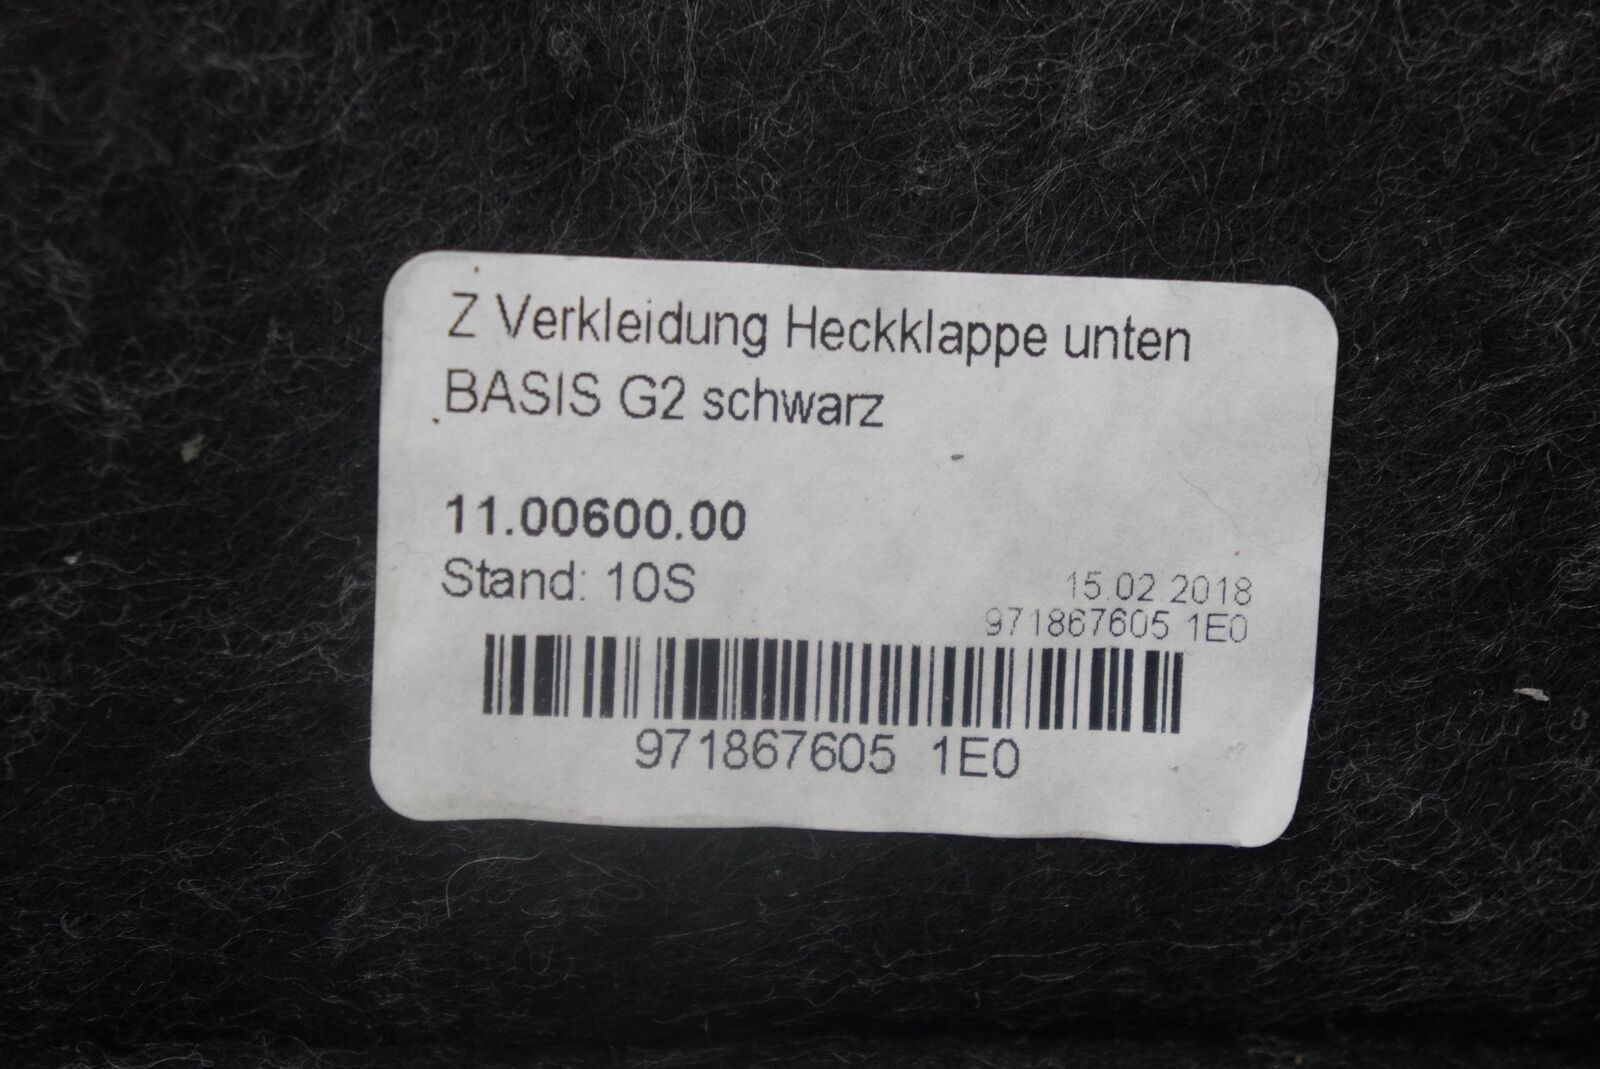 Z Verkleidung Heckklappe unten
BASIS G2 schwarz
11.00600.00
Stand: 10S
15.02.2018
971867605 1E0
971867605 1E0